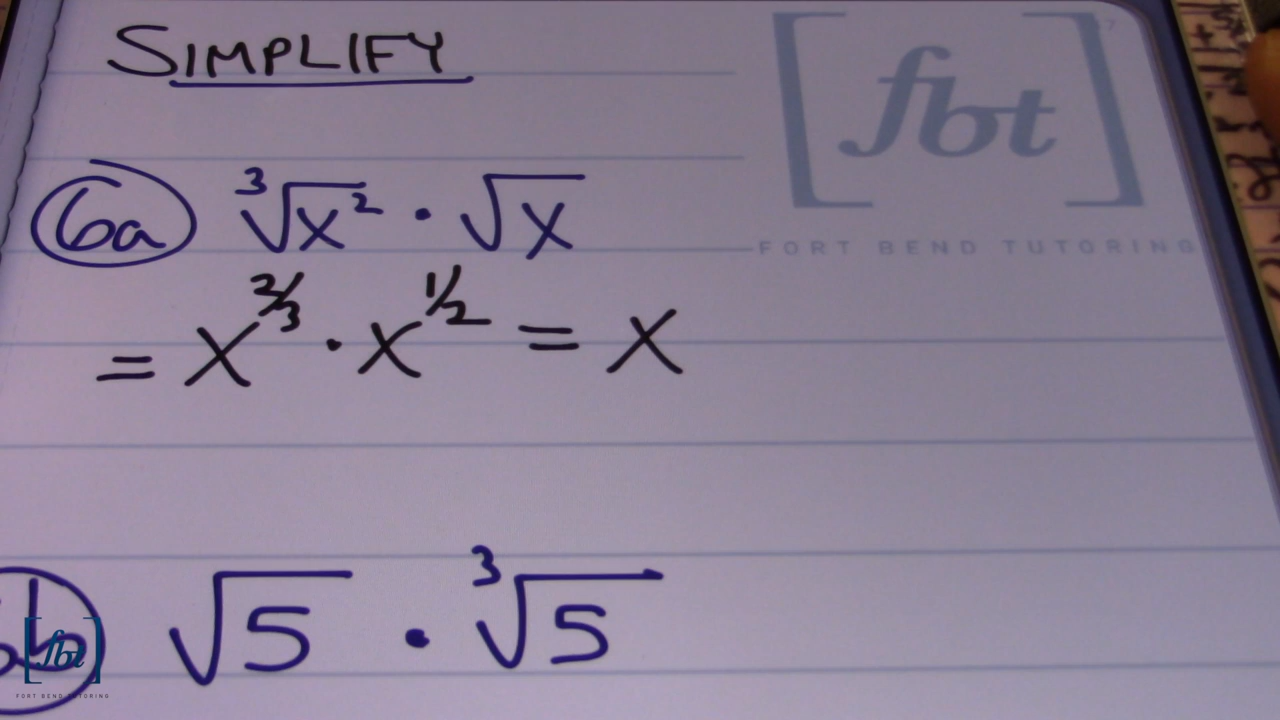 SIMPLIFY
[fbt]
FORT BEND TUTORING
6a ∛x² · √x
= x^2/3 · x^1/2 = x
b √5 · ∛5
[fbt]
FORT BEND TUTORING